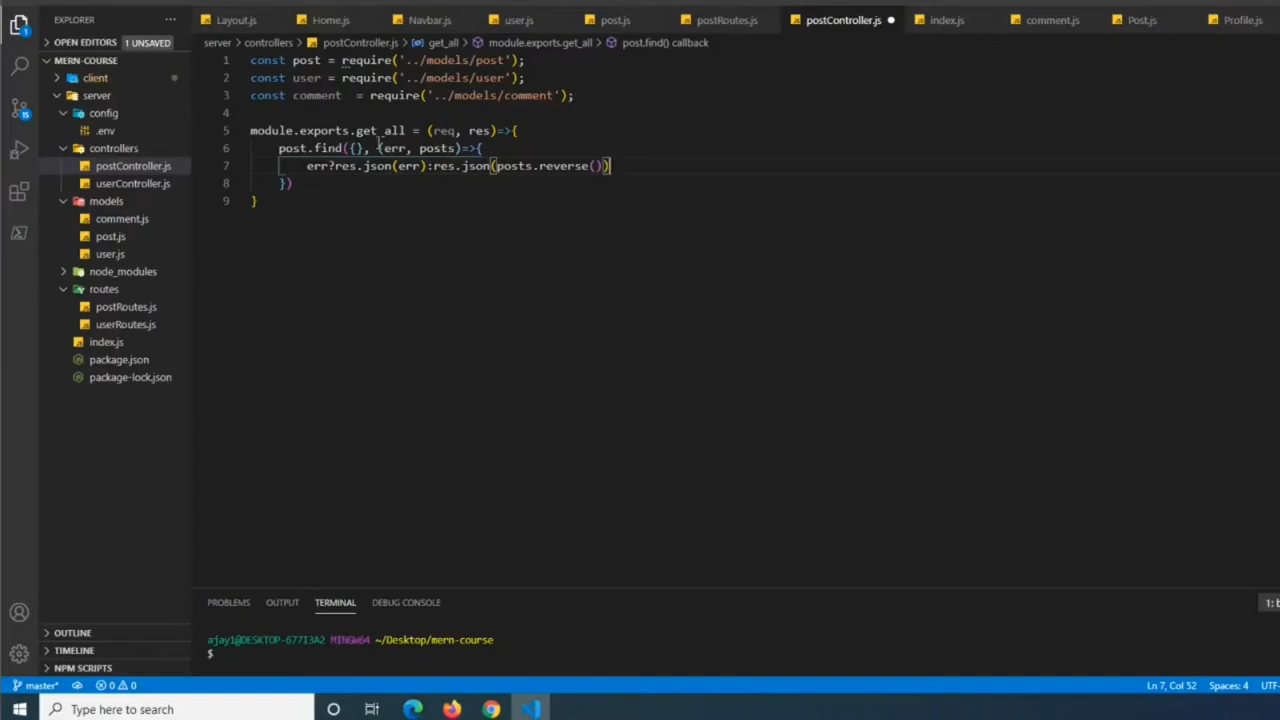 EXPLORER ··· Layout.js Home.js Navbar.js user.js post.js postRoutes.js postController.js index.js comment.js Post.js Profile.js
OPEN EDITORS 1 UNSAVED server > controllers > postController.js > get_all > module.exports.get_all > post.find() callback
MERN-COURSE
client
server
config
.env
controllers
postController.js
userController.js
models
comment.js
post.js
user.js
node_modules
routes
postRoutes.js
userRoutes.js
index.js
package.json
package-lock.json
OUTLINE
TIMELINE
NPM SCRIPTS
1 const post = require('../models/post');
2 const user = require('../models/user');
3 const comment = require('../models/comment');
4
5 module.exports.get_all = (req, res)=>{
6 post.find({}, (err, posts)=>{
7 err?res.json(err):res.json(posts.reverse())
8 })
9 }
PROBLEMS OUTPUT TERMINAL DEBUG CONSOLE 1:
ajay1@DESKTOP-677I3A2 MINGW64 ~/Desktop/mern-course
$
master* 0 0 Ln 7, Col 52 Spaces: 4 UTF-
Type here to search
1
15